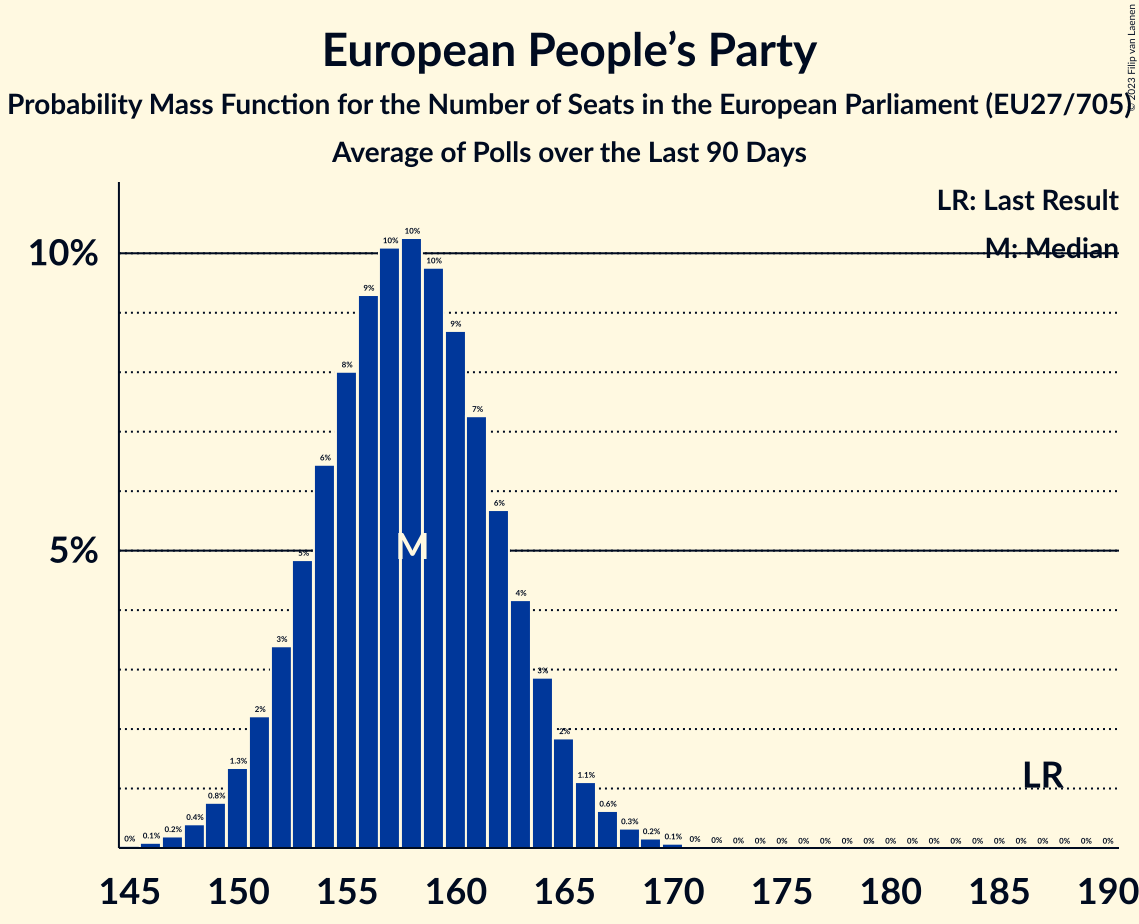 European People’s Party
Probability Mass Function for the Number of Seats in the European Parliament (EU27/705)
Average of Polls over the Last 90 Days
© 2023 Filip van Laenen
LR: Last Result
M: Median
10%
5%
0% 0.1% 0.2% 0.4% 0.8% 1.3% 2% 3% 5% 6% 8% 9% 10% 10% 10% 9% 7% 6% 4% 3% 2% 1.1% 0.6% 0.3% 0.2% 0.1% 0% 0% 0% 0% 0% 0% 0% 0% 0% 0% 0% 0% 0% 0% 0% 0% 0% 0% 0% 0%
M
LR
145 150 155 160 165 170 175 180 185 190